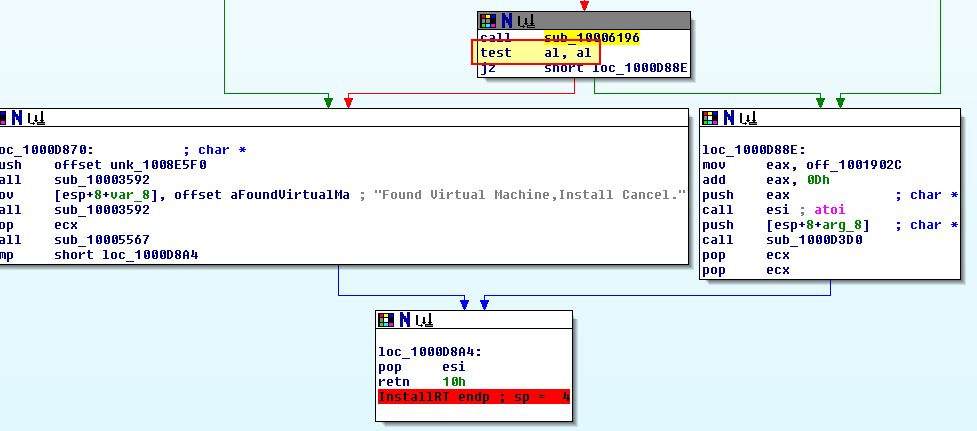 call sub_10006196
test al, al
jz short loc_1000D88E
oc_1000D870: ; char *
ush offset unk_1008E5F0
all sub_10003592
ov [esp+8+var_8], offset aFoundVirtualMa ; "Found Virtual Machine,Install Cancel."
all sub_10003592
op ecx
all sub_10005567
mp short loc_1000D8A4
loc_1000D88E:
mov eax, off_1001902C
add eax, 0Dh
push eax ; char *
call esi ; atoi
push [esp+8+arg_8] ; char *
call sub_1000D3D0
pop ecx
pop ecx
loc_1000D8A4:
pop esi
retn 10h
InstallRT endp ; sp = 4